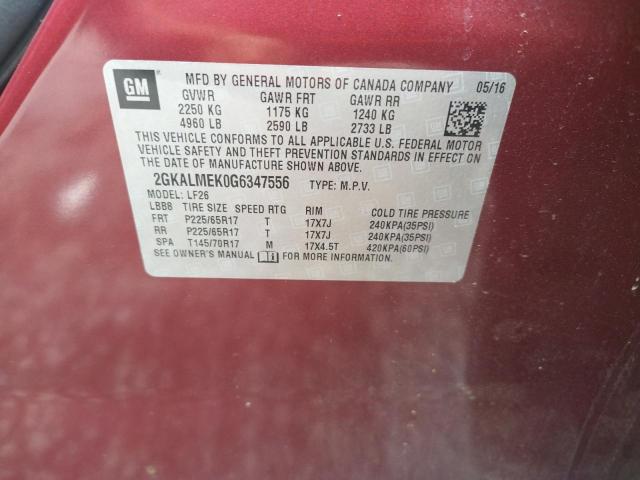 GM
MFD BY GENERAL MOTORS OF CANADA COMPANY 05/16
GVWR GAWR FRT GAWR RR
2250 KG 1175 KG 1240 KG
4960 LB 2590 LB 2733 LB
THIS VEHICLE CONFORMS TO ALL APPLICABLE U.S. FEDERAL MOTOR
VEHICLE SAFETY AND THEFT PREVENTION STANDARDS IN EFFECT ON THE
DATE OF MANUFACTURE SHOWN ABOVE.
2GKALMEK0G6347556 TYPE: M.P.V.
MODEL: LF26
LBBB TIRE SIZE SPEED RTG RIM COLD TIRE PRESSURE
FRT P225/65R17 T 17X7J 240KPA(35PSI)
RR P225/65R17 T 17X7J 240KPA(35PSI)
SPA T145/70R17 M 17X4.5T 420KPA(60PSI)
SEE OWNER'S MANUAL FOR MORE INFORMATION.